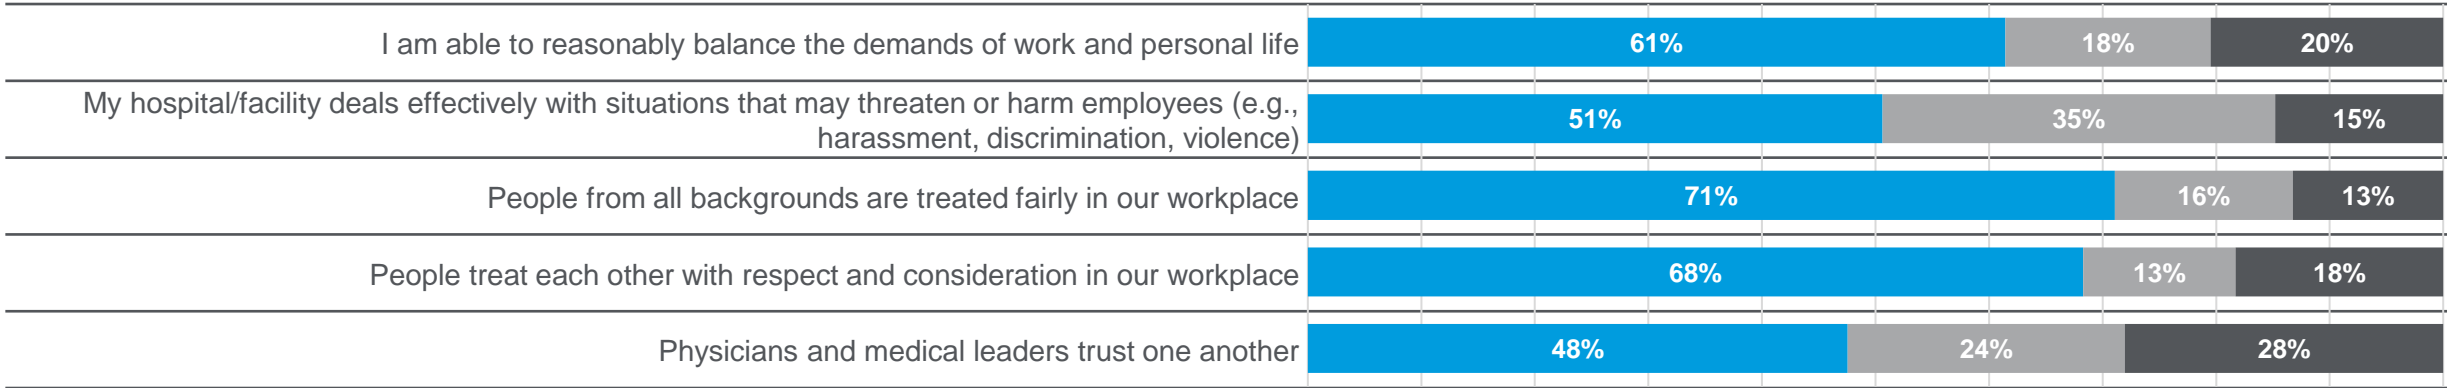 I am able to reasonably balance the demands of work and personal life
61% 18% 20%
My hospital/facility deals effectively with situations that may threaten or harm employees (e.g.,
harassment, discrimination, violence)
51% 35% 15%
People from all backgrounds are treated fairly in our workplace
71% 16% 13%
People treat each other with respect and consideration in our workplace
68% 13% 18%
Physicians and medical leaders trust one another
48% 24% 28%